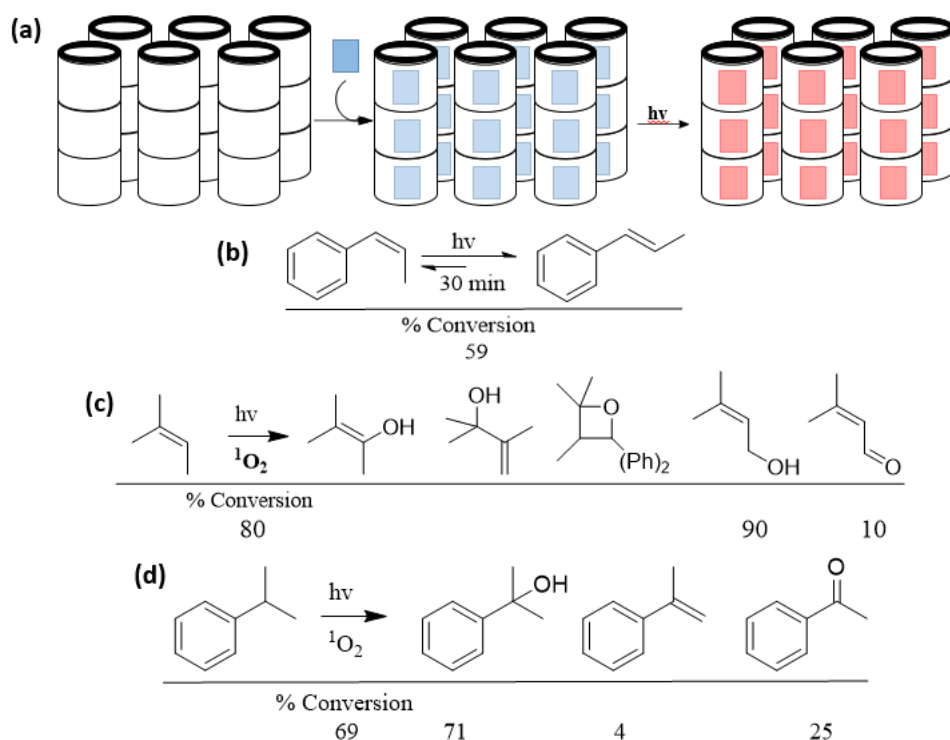 (a)
hv
(b)
hv
30 min
% Conversion
59
(c)
hv
¹O₂
OH
OH
O
(Ph)₂
OH
O
% Conversion
80 90 10
(d)
hv
¹O₂
OH
O
% Conversion
69 71 4 25